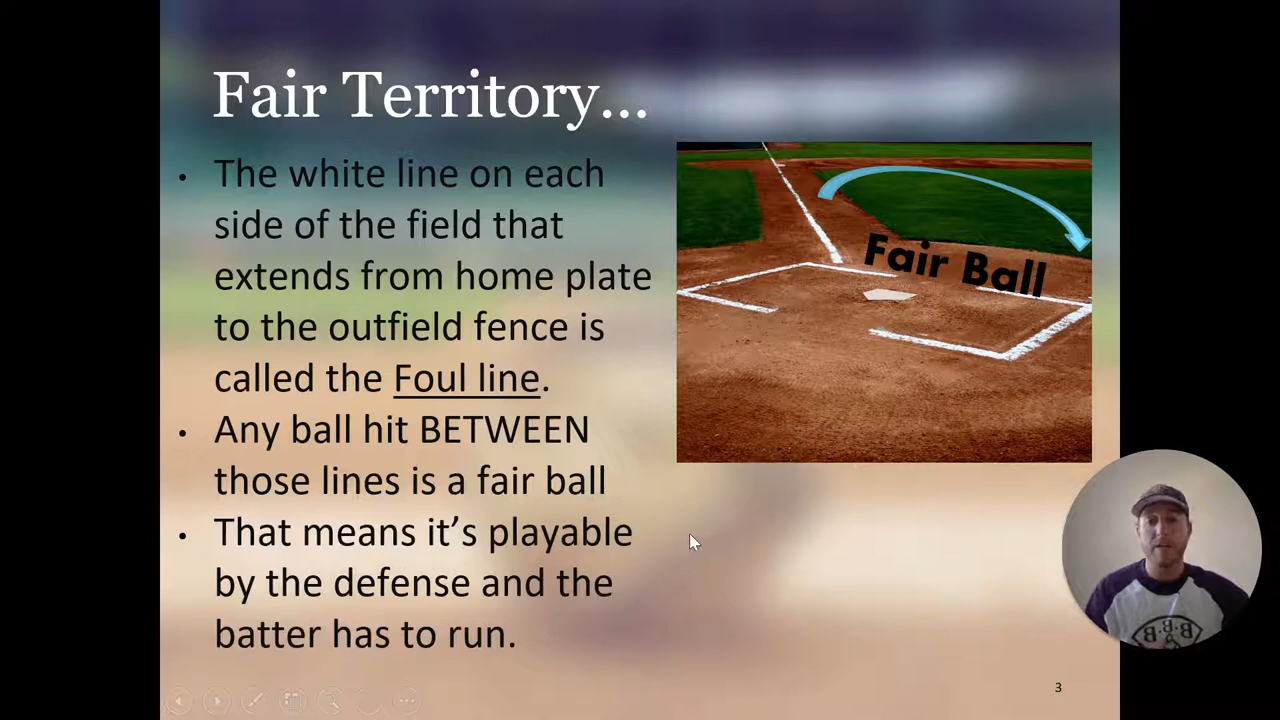 Fair Territory...
• The white line on each
side of the field that
extends from home plate
to the outfield fence is
called the Foul line.
• Any ball hit BETWEEN
those lines is a fair ball
• That means it’s playable
by the defense and the
batter has to run.
Fair Ball
B·B·B
3